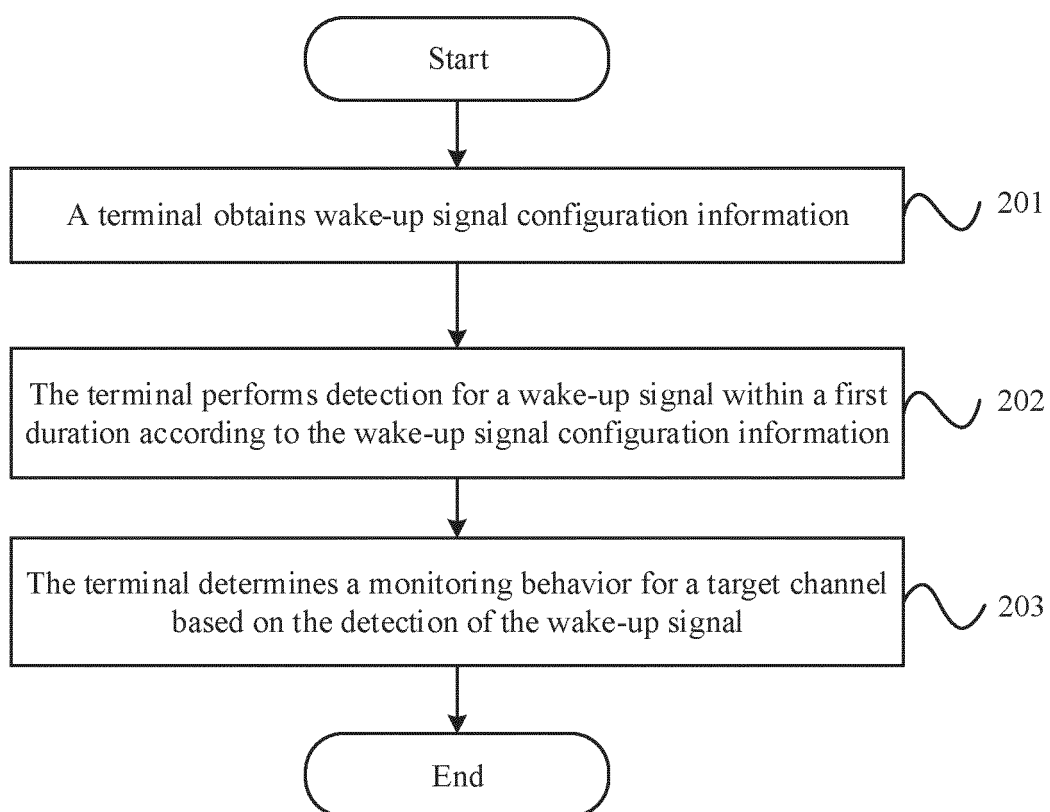 Start
A terminal obtains wake-up signal configuration information
201
The terminal performs detection for a wake-up signal within a first
duration according to the wake-up signal configuration information
202
The terminal determines a monitoring behavior for a target channel
based on the detection of the wake-up signal
203
End